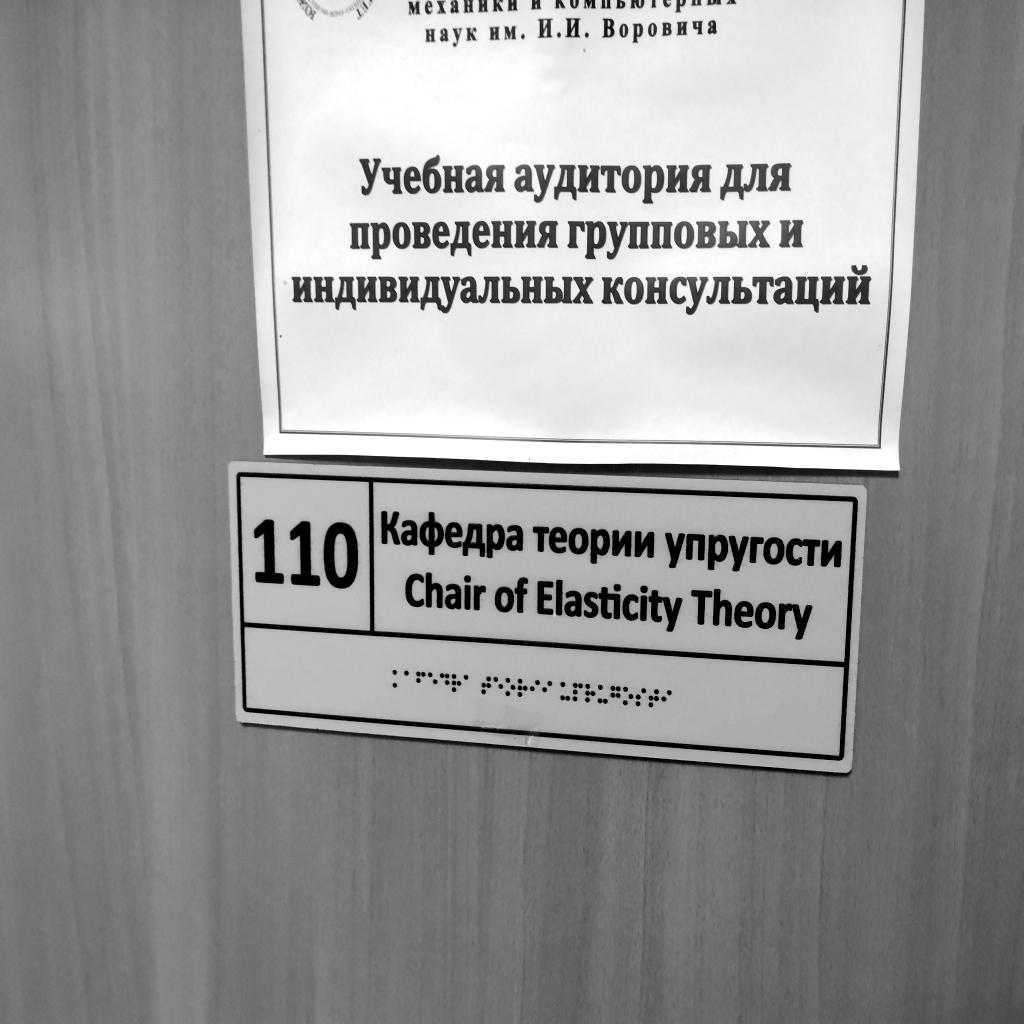 механики и компьютерных
наук им. И.И. Воровича
Учебная аудитория для
проведения групповых и
индивидуальных консультаций
110
Кафедра теории упругости
Chair of Elasticity Theory
⠅⠁⠋⠑⠙⠗⠁ ⠞⠑⠕⠗⠊⠊ ⠥⠏⠗⠥⠛⠕⠎⠞⠊